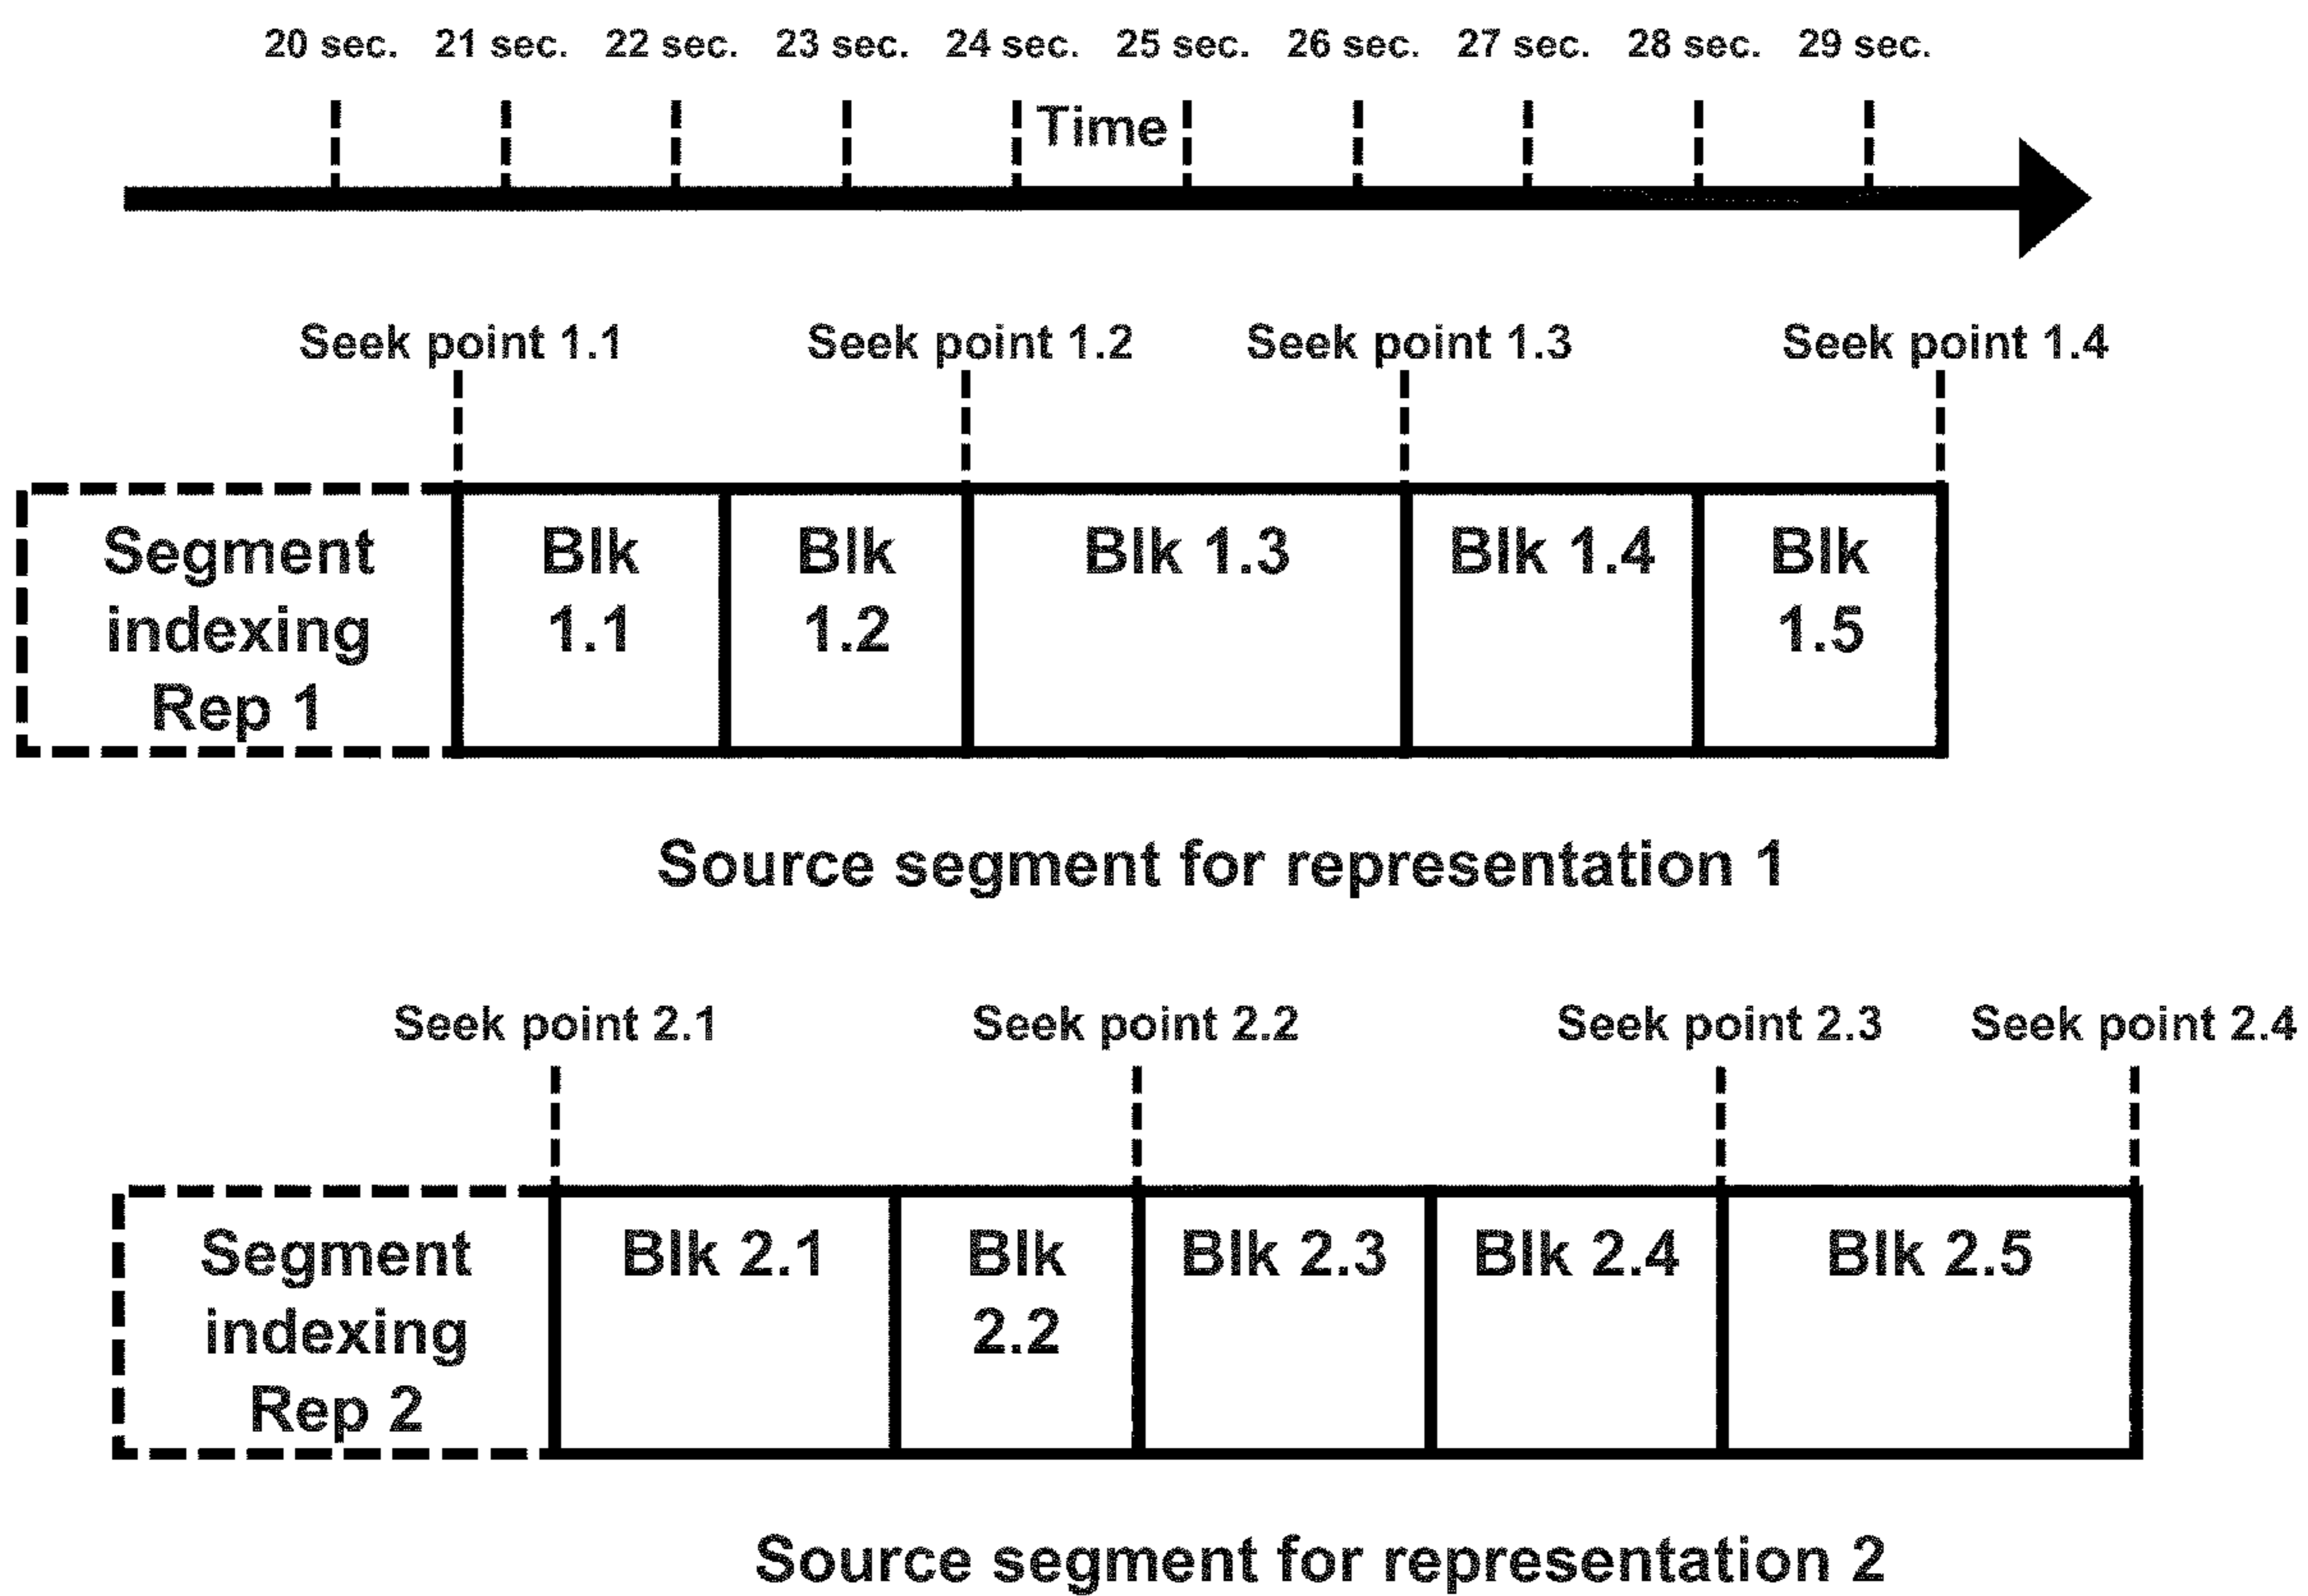 20 sec. 21 sec. 22 sec. 23 sec. 24 sec. 25 sec. 26 sec. 27 sec. 28 sec. 29 sec.
Time
Seek point 1.1 Seek point 1.2 Seek point 1.3 Seek point 1.4
Segment indexing Rep 1
Blk 1.1
Blk 1.2
Blk 1.3
Blk 1.4
Blk 1.5
Source segment for representation 1
Seek point 2.1 Seek point 2.2 Seek point 2.3 Seek point 2.4
Segment indexing Rep 2
Blk 2.1
Blk 2.2
Blk 2.3
Blk 2.4
Blk 2.5
Source segment for representation 2